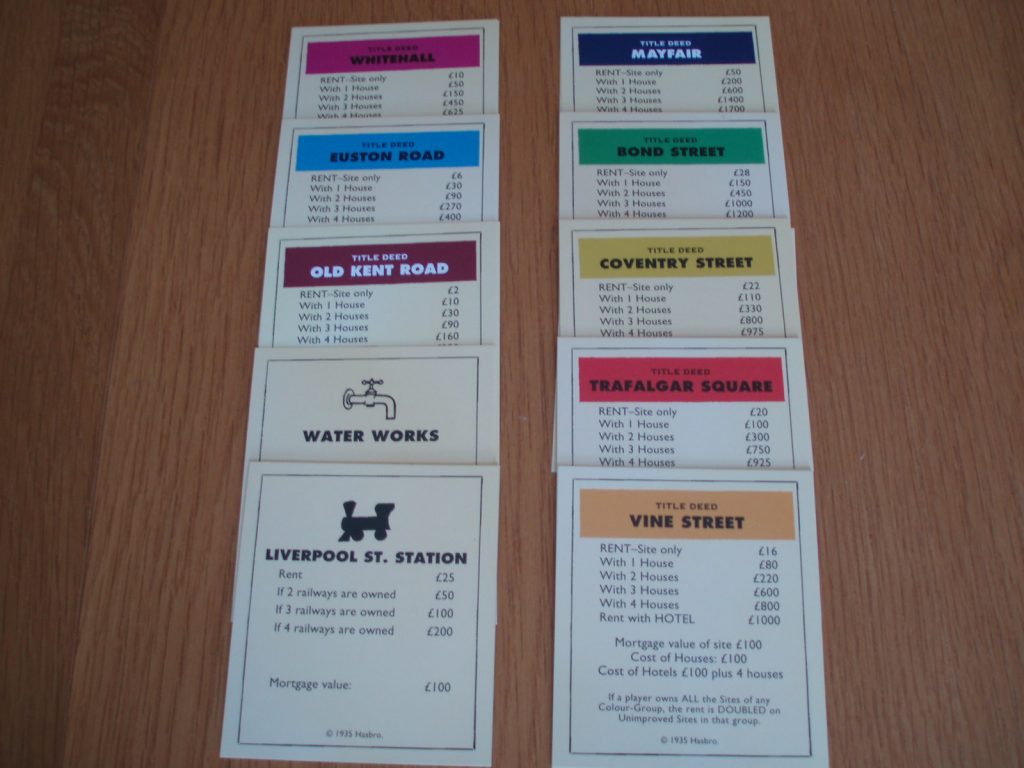 TITLE DEED
WHITEHALL
RENT–Site only £10
With 1 House £50
With 2 Houses £150
With 3 Houses £450
With 4 Houses £625
TITLE DEED
EUSTON ROAD
RENT–Site only £6
With 1 House £30
With 2 Houses £90
With 3 Houses £270
With 4 Houses £400
TITLE DEED
OLD KENT ROAD
RENT–Site only £2
With 1 House £10
With 2 Houses £30
With 3 Houses £90
With 4 Houses £160
WATER WORKS
LIVERPOOL ST. STATION
Rent £25
If 2 railways are owned £50
If 3 railways are owned £100
If 4 railways are owned £200
Mortgage value: £100
© 1935 Hasbro.
TITLE DEED
MAYFAIR
RENT–Site only £50
With 1 House £200
With 2 Houses £600
With 3 Houses £1400
With 4 Houses £1700
TITLE DEED
BOND STREET
RENT–Site only £28
With 1 House £150
With 2 Houses £450
With 3 Houses £1000
With 4 Houses £1200
TITLE DEED
COVENTRY STREET
RENT–Site only £22
With 1 House £110
With 2 Houses £330
With 3 Houses £800
With 4 Houses £975
TITLE DEED
TRAFALGAR SQUARE
RENT–Site only £20
With 1 House £100
With 2 Houses £300
With 3 Houses £750
With 4 Houses £925
TITLE DEED
VINE STREET
RENT–Site only £16
With 1 House £80
With 2 Houses £220
With 3 Houses £600
With 4 Houses £800
Rent with HOTEL £1000
Mortgage value of site £100
Cost of Houses: £100
Cost of Hotels £100 plus 4 houses
If a player owns ALL the Sites of any
Colour-Group, the rent is DOUBLED on
Unimproved Sites in that group.
© 1935 Hasbro.